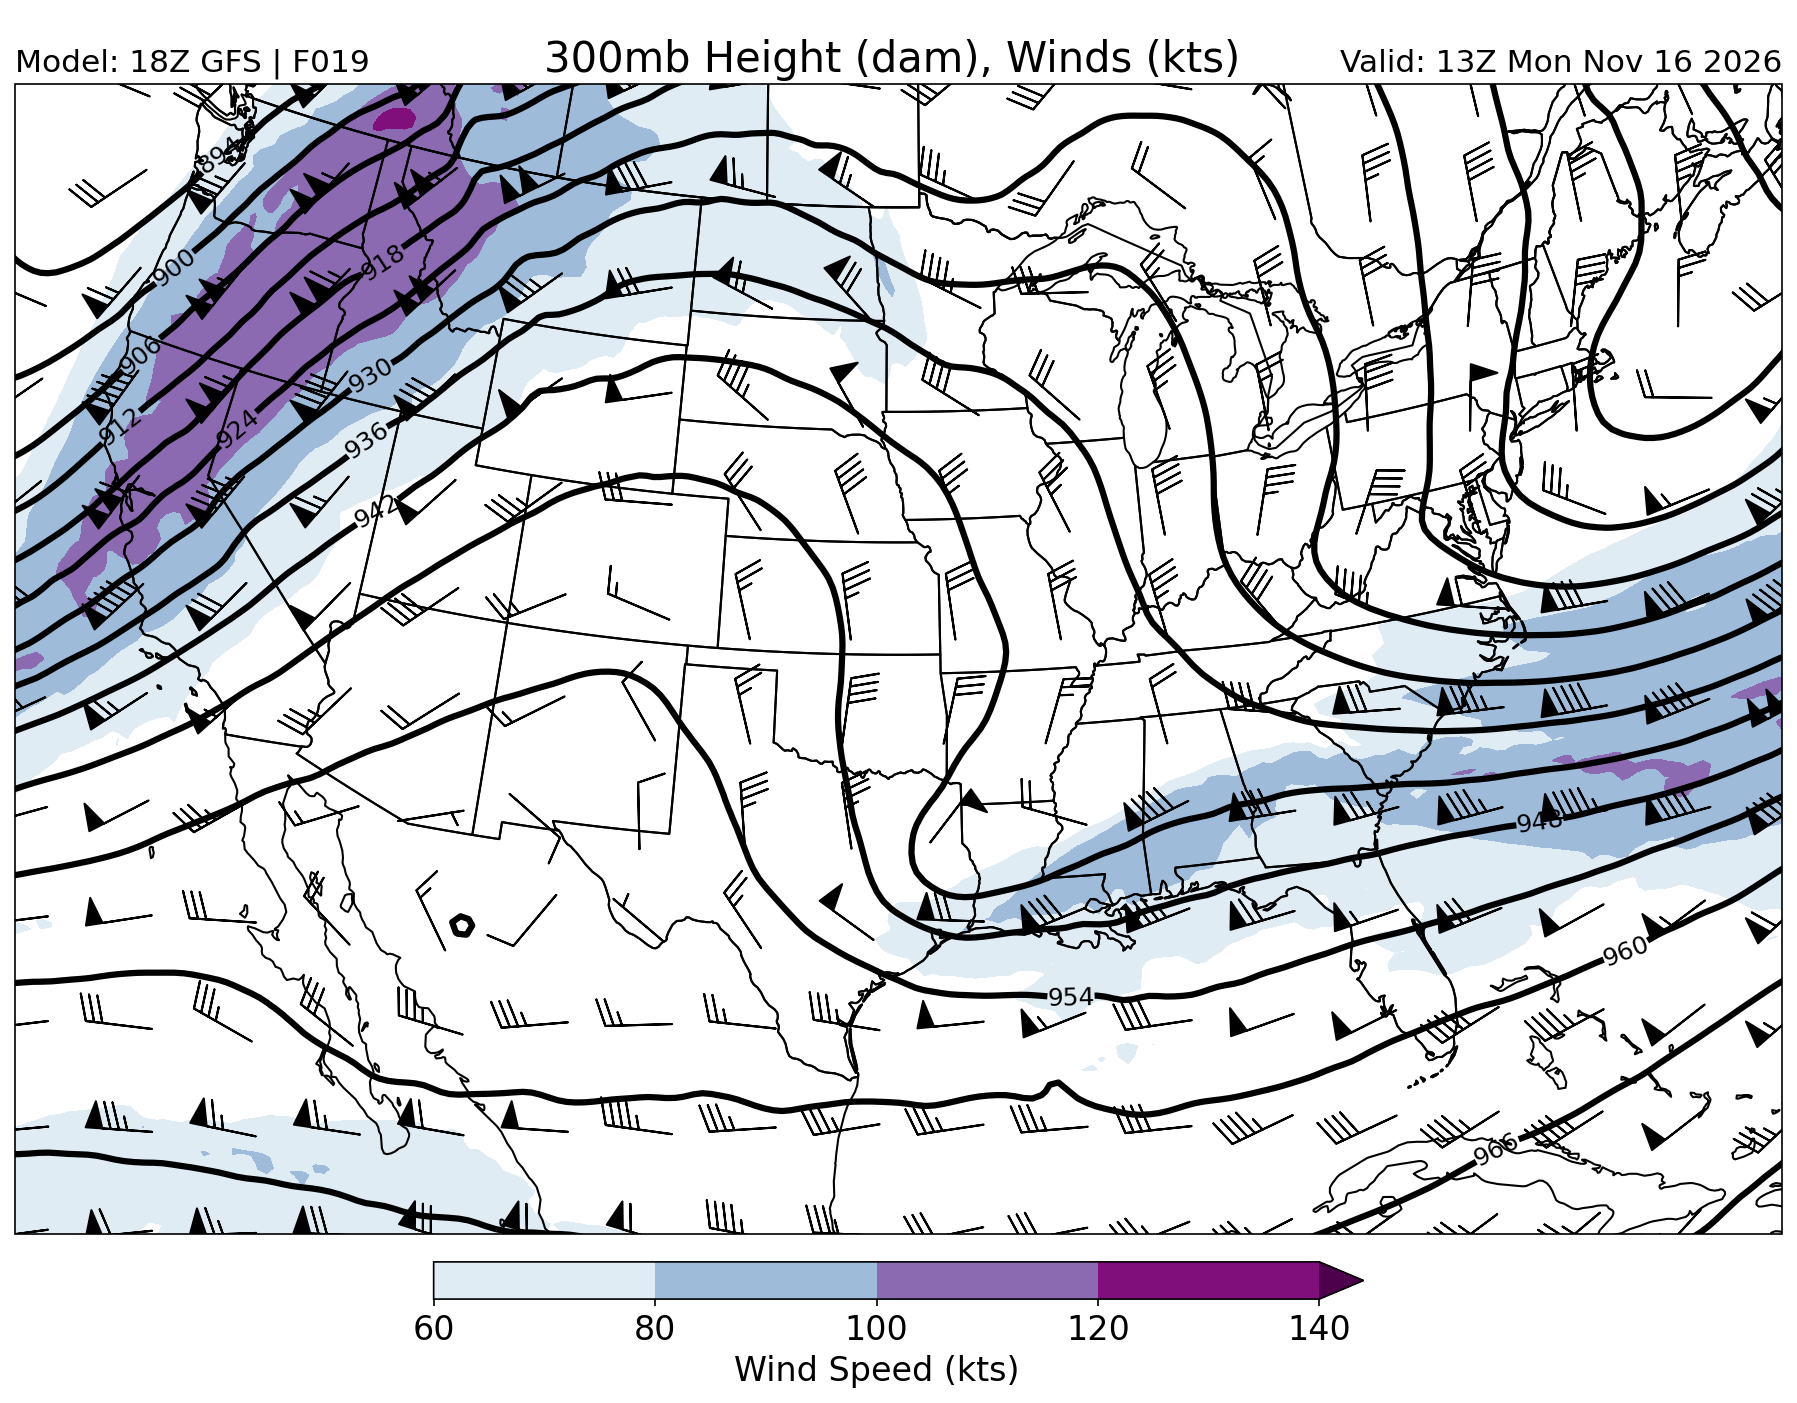 Model: 18Z GFS | F019
300mb Height (dam), Winds (kts)
Valid: 13Z Mon Nov 16 2026
894
900
918
906
930
912
924
936
942
948
960
954
966
60 80 100 120 140
Wind Speed (kts)